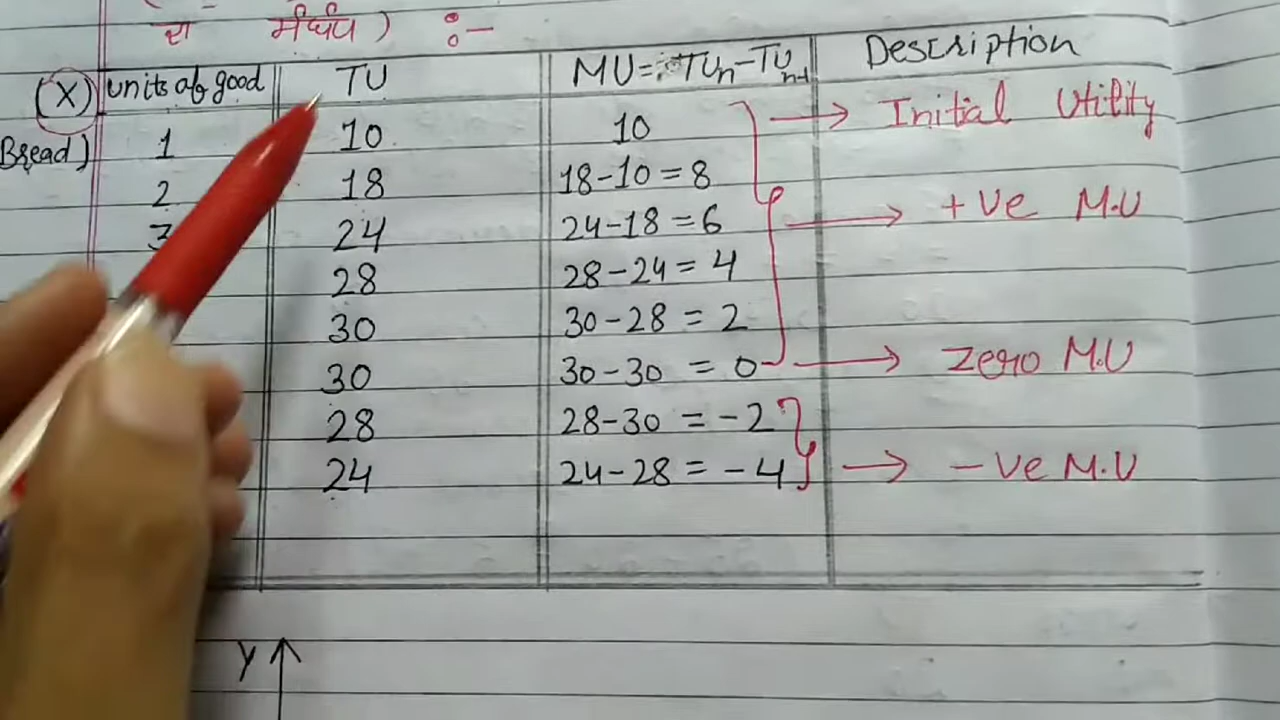 ਦਾ ਸੰਬੰਧ ) :-
(X) units of good TU MU = TUn - TUn-1 Description
Bread) 1 10 10 → Initial Utility
2 18 18-10 = 8
3 24 24-18 = 6 → +ve M.U
28 28-24 = 4
30 30-28 = 2
30 30-30 = 0 → Zero M.U
28 28-30 = -2
24 24-28 = -4 → -ve M.U
Y